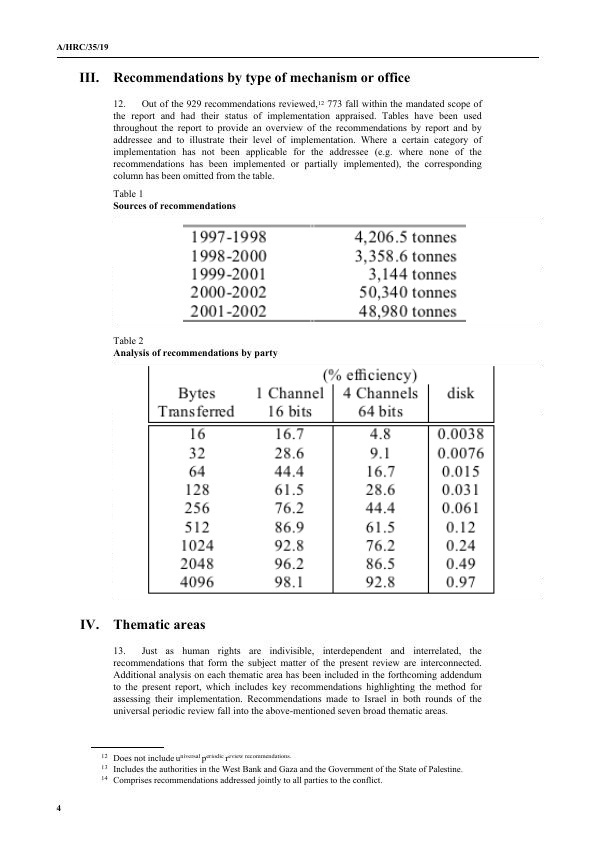 A/HRC/35/19
III. Recommendations by type of mechanism or office
12. Out of the 929 recommendations reviewed,12 773 fall within the mandated scope of
the report and had their status of implementation appraised. Tables have been used
throughout the report to provide an overview of the recommendations by report and by
addressee and to illustrate their level of implementation. Where a certain category of
implementation has not been applicable for the addressee (e.g. where none of the
recommendations has been implemented or partially implemented), the corresponding
column has been omitted from the table.
Table 1
Sources of recommendations
1997-1998 4,206.5 tonnes
1998-2000 3,358.6 tonnes
1999-2001 3,144 tonnes
2000-2002 50,340 tonnes
2001-2002 48,980 tonnes
Table 2
Analysis of recommendations by party
(% efficiency)
Bytes 1 Channel 4 Channels disk
Transferred 16 bits 64 bits
16 16.7 4.8 0.0038
32 28.6 9.1 0.0076
64 44.4 16.7 0.015
128 61.5 28.6 0.031
256 76.2 44.4 0.061
512 86.9 61.5 0.12
1024 92.8 76.2 0.24
2048 96.2 86.5 0.49
4096 98.1 92.8 0.97
IV. Thematic areas
13. Just as human rights are indivisible, interdependent and interrelated, the
recommendations that form the subject matter of the present review are interconnected.
Additional analysis on each thematic area has been included in the forthcoming addendum
to the present report, which includes key recommendations highlighting the method for
assessing their implementation. Recommendations made to Israel in both rounds of the
universal periodic review fall into the above-mentioned seven broad thematic areas.
12 Does not include universal periodic review recommendations.
13 Includes the authorities in the West Bank and Gaza and the Government of the State of Palestine.
14 Comprises recommendations addressed jointly to all parties to the conflict.
4